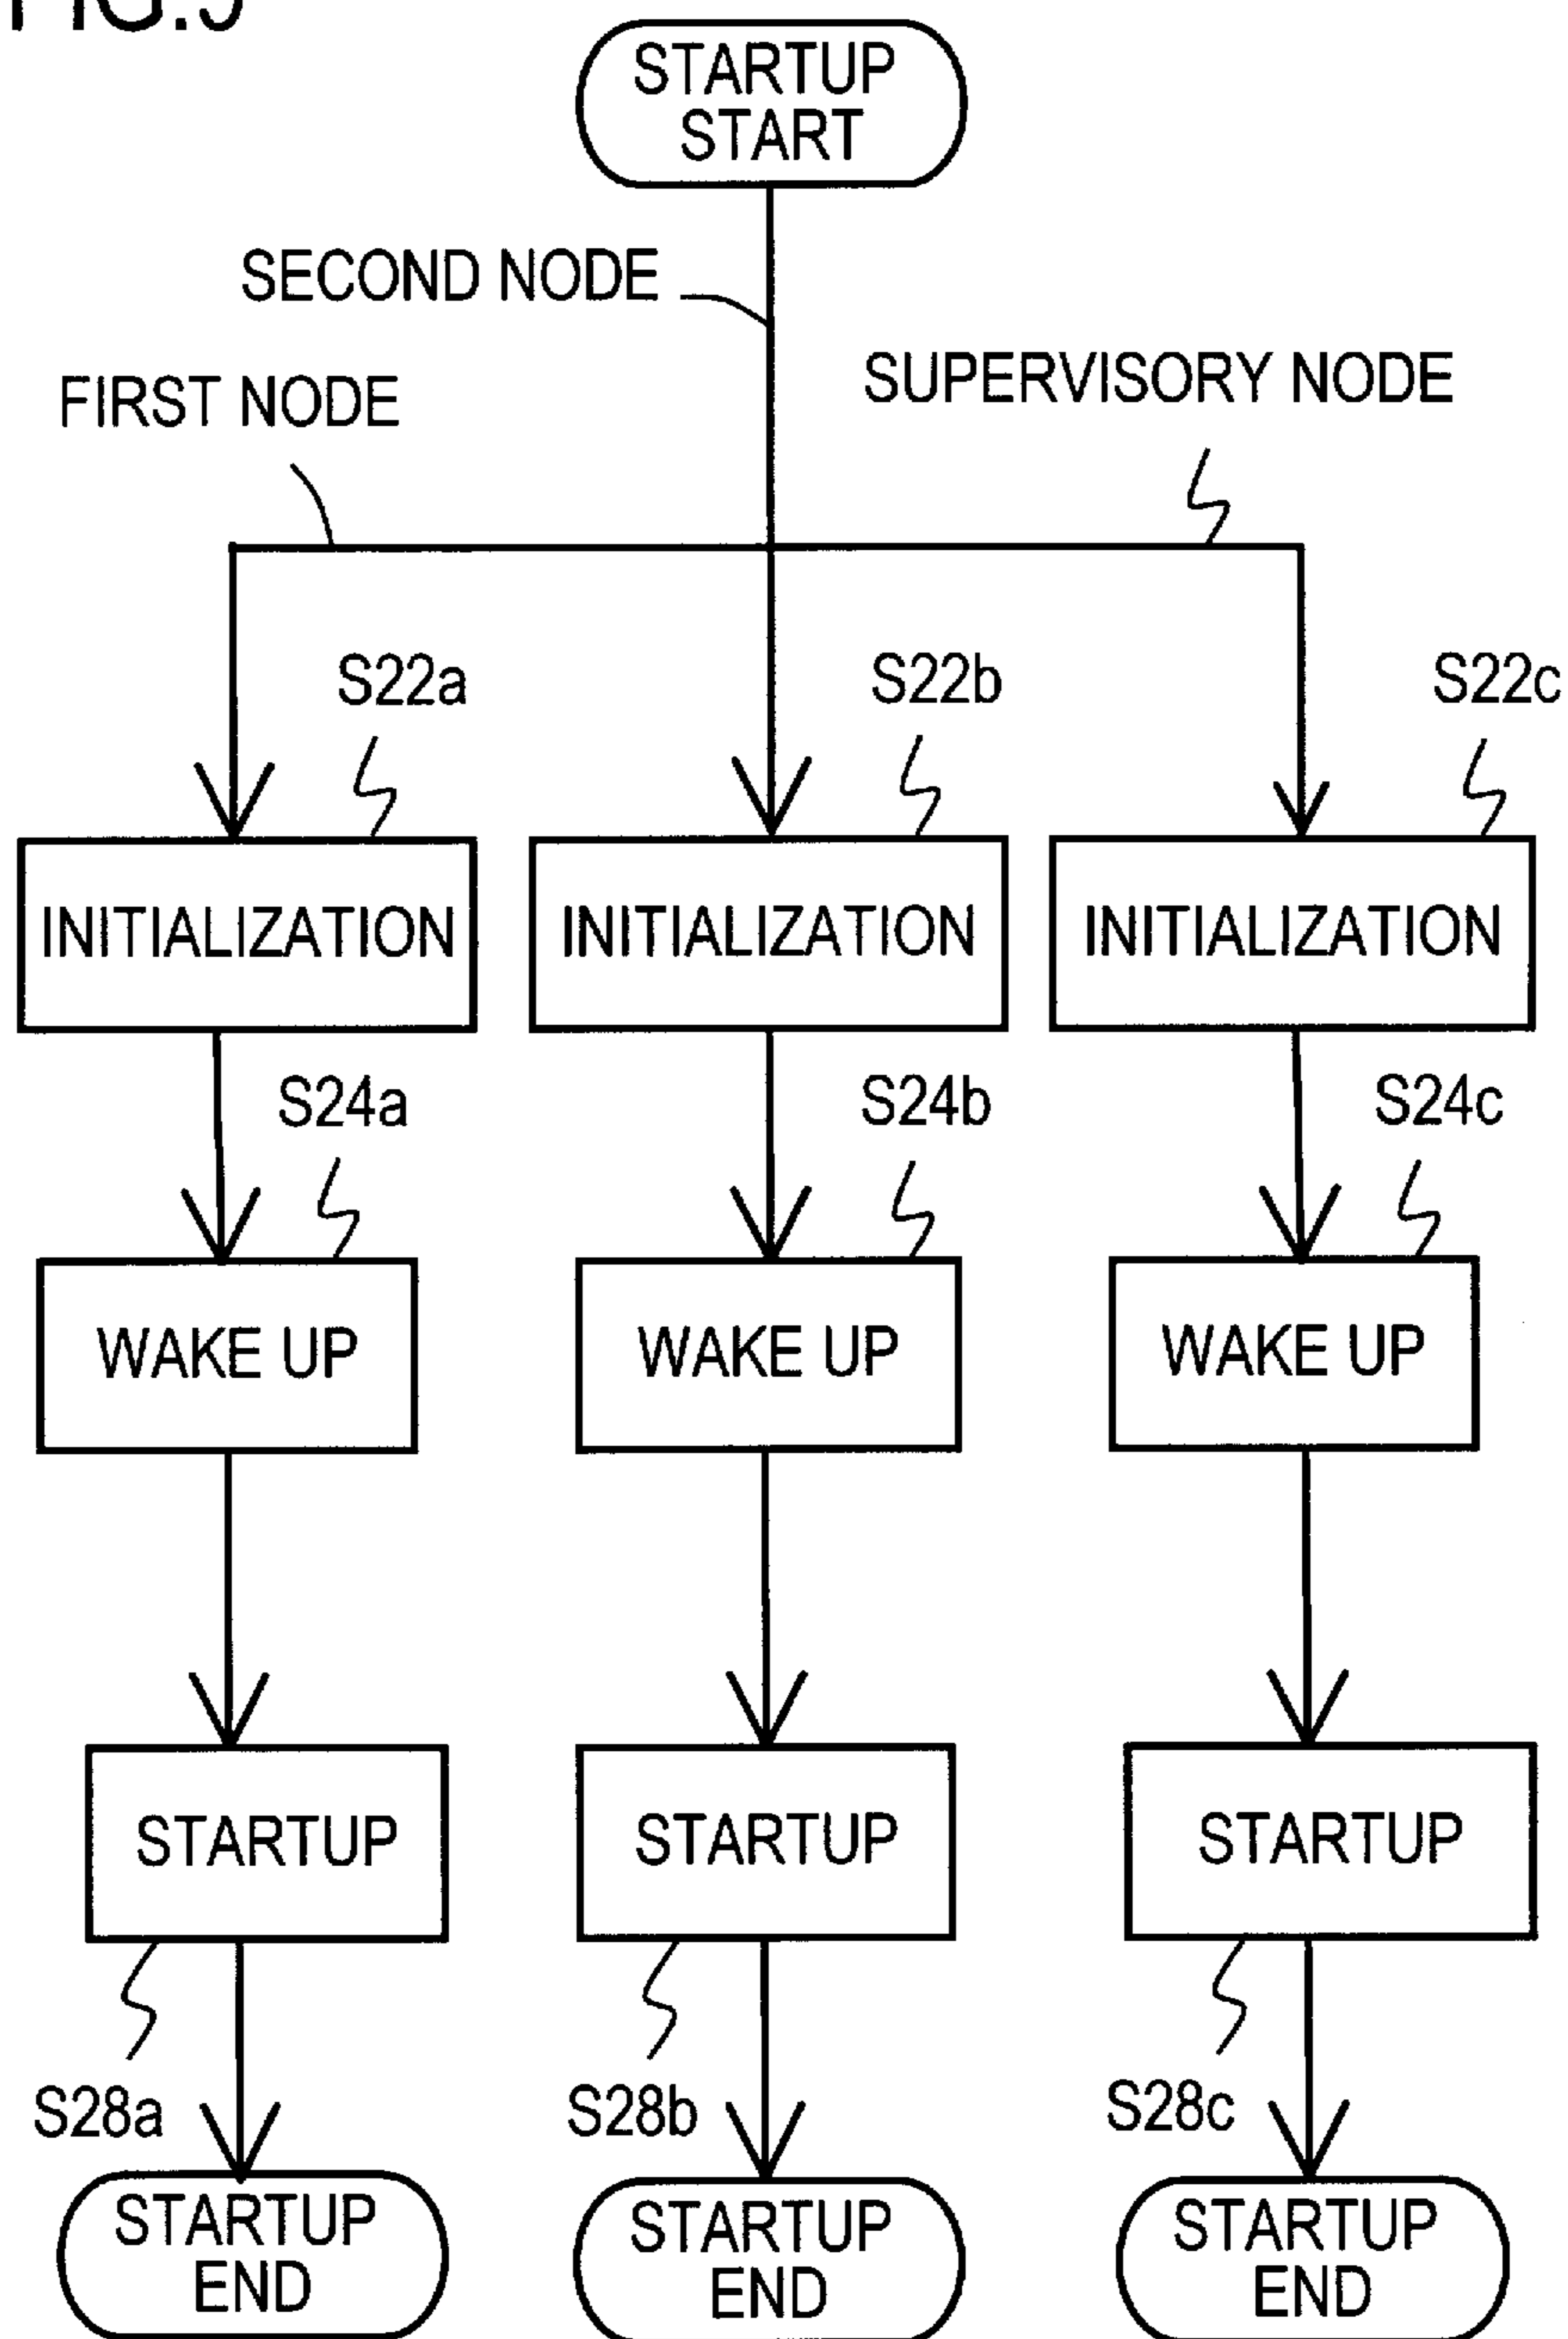 STARTUP
START
SECOND NODE
FIRST NODE
SUPERVISORY NODE
S22a
S22b
S22c
INITIALIZATION
INITIALIZATION
INITIALIZATION
S24a
S24b
S24c
WAKE UP
WAKE UP
WAKE UP
STARTUP
STARTUP
STARTUP
S28a
S28b
S28c
STARTUP
END
STARTUP
END
STARTUP
END